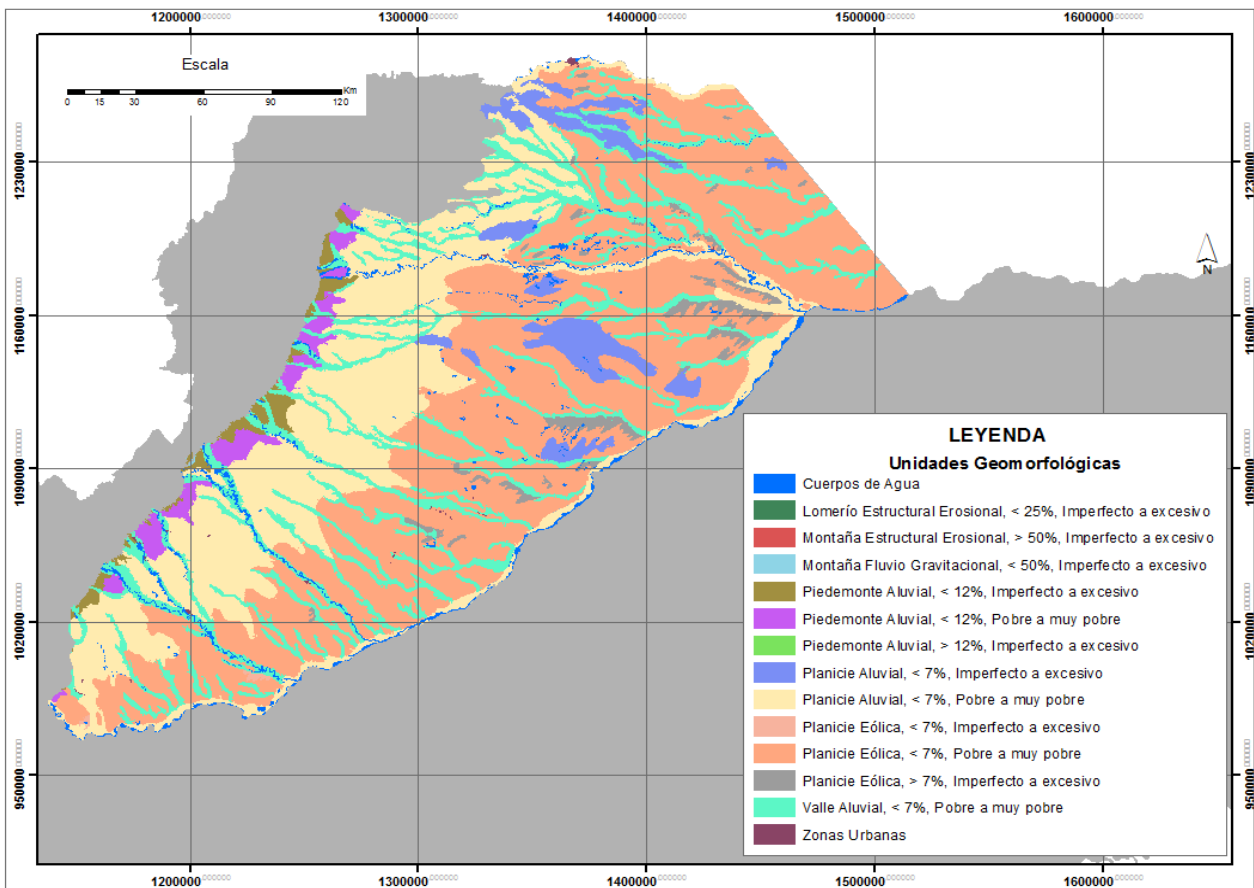 1200000 1300000 1400000 1500000 1600000
Escala
Km
0 15 30 60 90 120
1230000 1230000
N
1160000 1160000
1090000 1090000
1020000 1020000
950000 950000
LEYENDA
Unidades Geomorfológicas
Cuerpos de Agua
Lomerío Estructural Erosional, < 25%, Imperfecto a excesivo
Montaña Estructural Erosional, > 50%, Imperfecto a excesivo
Montaña Fluvio Gravitacional, < 50%, Imperfecto a excesivo
Piedemonte Aluvial, < 12%, Imperfecto a excesivo
Piedemonte Aluvial, < 12%, Pobre a muy pobre
Piedemonte Aluvial, > 12%, Imperfecto a excesivo
Planicie Aluvial, < 7%, Imperfecto a excesivo
Planicie Aluvial, < 7%, Pobre a muy pobre
Planicie Eólica, < 7%, Imperfecto a excesivo
Planicie Eólica, < 7%, Pobre a muy pobre
Planicie Eólica, > 7%, Imperfecto a excesivo
Valle Aluvial, < 7%, Pobre a muy pobre
Zonas Urbanas
1200000 1300000 1400000 1500000 1600000